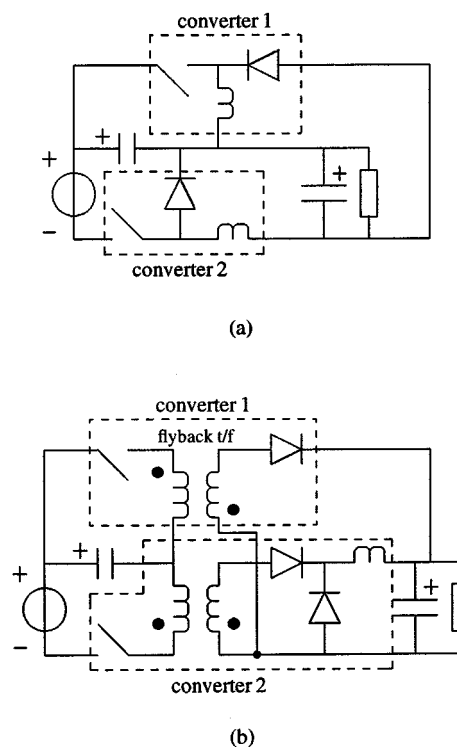 converter 1
+
+
+
−
converter 2
(a)
converter 1
flyback t/f
+
+
+
−
converter 2
(b)